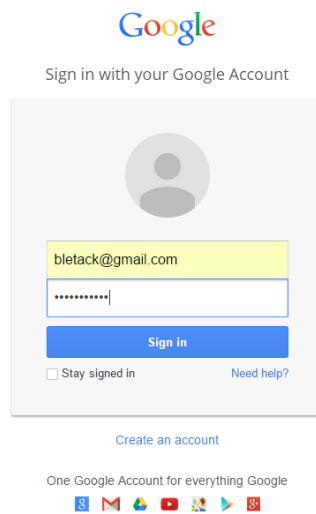 Google
Sign in with your Google Account
bletack@gmail.com
•••••••••••
Sign in
Stay signed in
Need help?
Create an account
One Google Account for everything Google